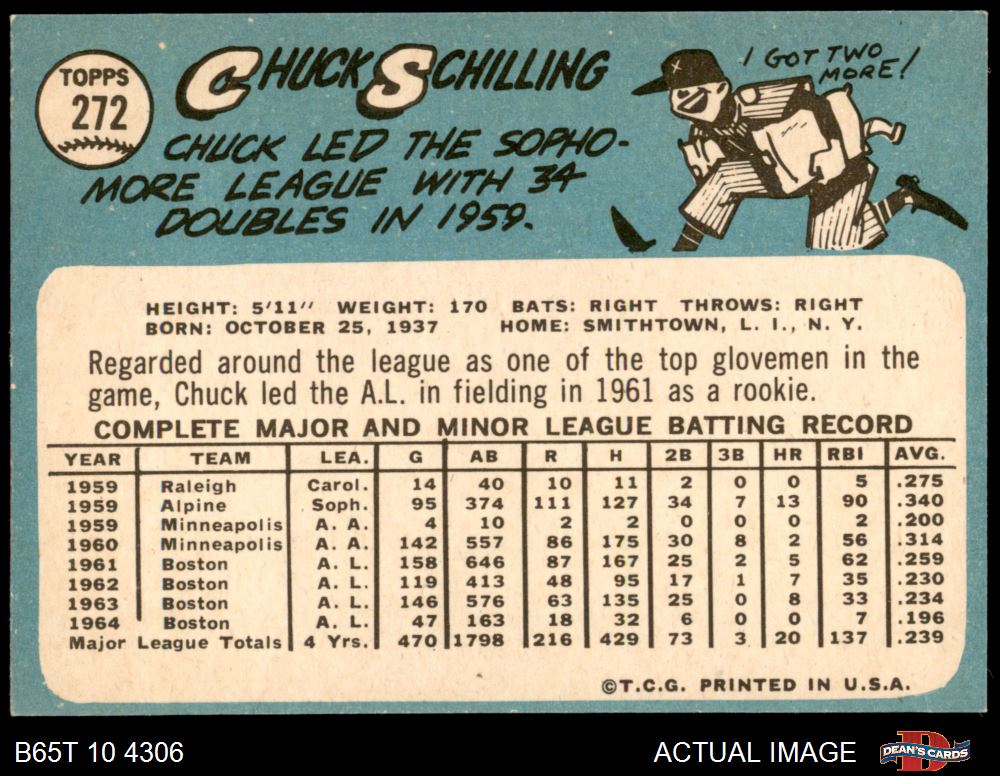 TOPPS
272
CHUCK SCHILLING
I GOT TWO
MORE!
CHUCK LED THE SOPHO-
MORE LEAGUE WITH 34
DOUBLES IN 1959.
HEIGHT: 5'11" WEIGHT: 170 BATS: RIGHT THROWS: RIGHT
BORN: OCTOBER 25, 1937 HOME: SMITHTOWN, L. I., N. Y.
Regarded around the league as one of the top glovemen in the
game, Chuck led the A.L. in fielding in 1961 as a rookie.
COMPLETE MAJOR AND MINOR LEAGUE BATTING RECORD
YEAR TEAM LEA. G AB R H 2B 3B HR RBI AVG.
1959 Raleigh Carol. 14 40 10 11 2 0 0 5 .275
1959 Alpine Soph. 95 374 111 127 34 7 13 90 .340
1959 Minneapolis A. A. 4 10 2 2 0 0 0 2 .200
1960 Minneapolis A. A. 142 557 86 175 30 8 2 56 .314
1961 Boston A. L. 158 646 87 167 25 2 5 62 .259
1962 Boston A. L. 119 413 48 95 17 1 7 35 .230
1963 Boston A. L. 146 576 63 135 25 0 8 33 .234
1964 Boston A. L. 47 163 18 32 6 0 0 7 .196
Major League Totals 4 Yrs. 470 1798 216 429 73 3 20 137 .239
©T.C.G. PRINTED IN U.S.A.
B65T 10 4306
ACTUAL IMAGE
D
DEAN'S CARDS